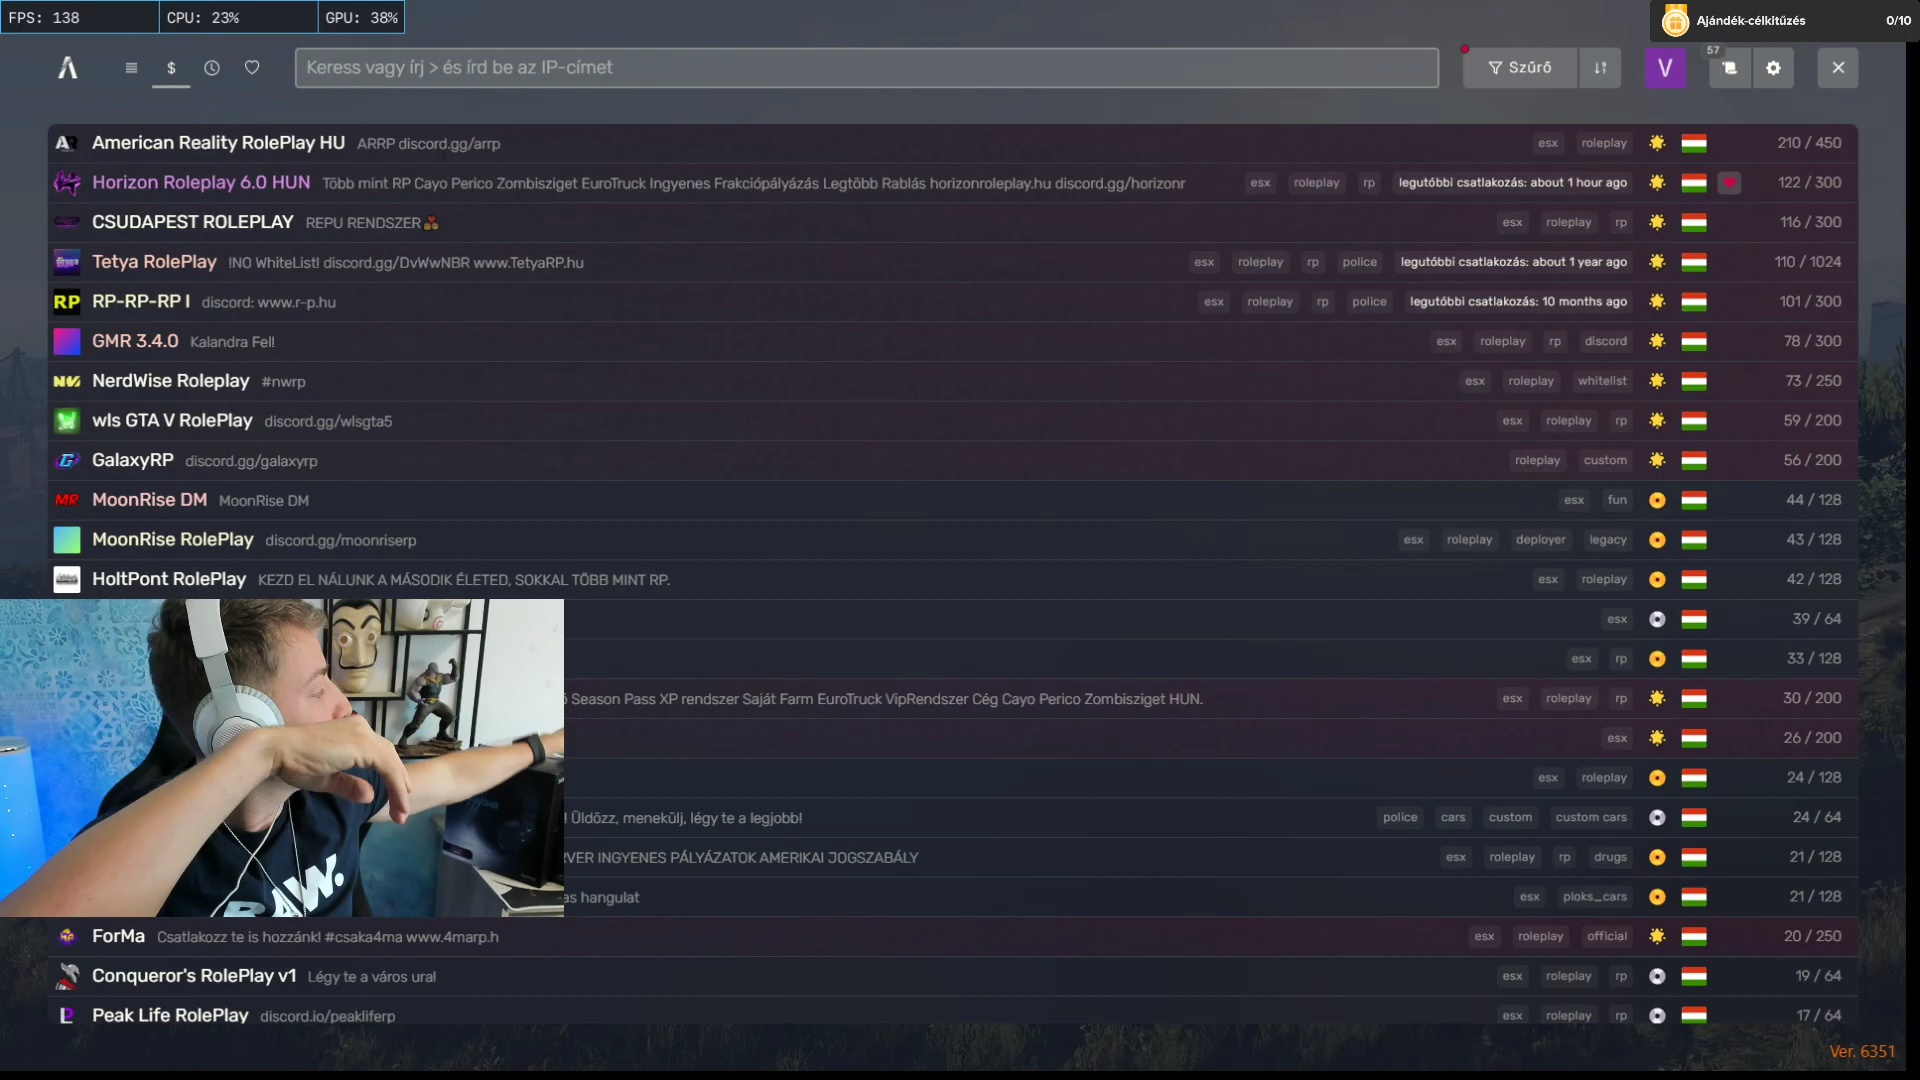 FPS: 138 CPU: 23% GPU: 38%
Ajándék-célkitűzés 0/10
$ Keress vagy írj > és írd be az IP-címet Szűrő V 57
American Reality RolePlay HU ARRP discord.gg/arrp esx roleplay 210 / 450
Horizon Roleplay 6.0 HUN Több mint RP Cayo Perico Zombisziget EuroTruck Ingyenes Frakciópályázás Legtöbb Rablás horizonroleplay.hu discord.gg/horizonr esx roleplay rp legutóbbi csatlakozás: about 1 hour ago 122 / 300
CSUDAPEST ROLEPLAY REPU RENDSZER esx roleplay rp 116 / 300
Tetya RolePlay !NO WhiteList! discord.gg/DvWwNBR www.TetyaRP.hu esx roleplay rp police legutóbbi csatlakozás: about 1 year ago 110 / 1024
RP RP-RP-RP I discord: www.r-p.hu esx roleplay rp police legutóbbi csatlakozás: 10 months ago 101 / 300
GMR 3.4.0 Kalandra Fel! esx roleplay rp discord 78 / 300
NerdWise Roleplay #nwrp esx roleplay whitelist 73 / 250
wls GTA V RolePlay discord.gg/wlsgta5 esx roleplay rp 59 / 200
GalaxyRP discord.gg/galaxyrp roleplay custom 56 / 200
MR MoonRise DM MoonRise DM esx fun 44 / 128
MoonRise RolePlay discord.gg/moonriserp esx roleplay deployer legacy 43 / 128
HoltPont RolePlay KEZD EL NÁLUNK A MÁSODIK ÉLETED, SOKKAL TÖBB MINT RP. esx roleplay 42 / 128
esx 39 / 64
esx rp 33 / 128
Season Pass XP rendszer Saját Farm EuroTruck VipRendszer Cég Cayo Perico Zombisziget HUN. esx roleplay rp 30 / 200
esx 26 / 200
esx roleplay 24 / 128
! Üldözz, menekülj, légy te a legjobb! police cars custom custom cars 24 / 64
RVER INGYENES PÁLYÁZATOK AMERIKAI JOGSZABÁLY esx roleplay rp drugs 21 / 128
as hangulat esx ploks_cars 21 / 128
RAW.
ForMa Csatlakozz te is hozzánk! #csaka4ma www.4marp.h esx roleplay official 20 / 250
Conqueror's RolePlay v1 Légy te a város ura! esx roleplay rp 19 / 64
Peak Life RolePlay discord.io/peakliferp esx roleplay rp 17 / 64
Ver. 6351